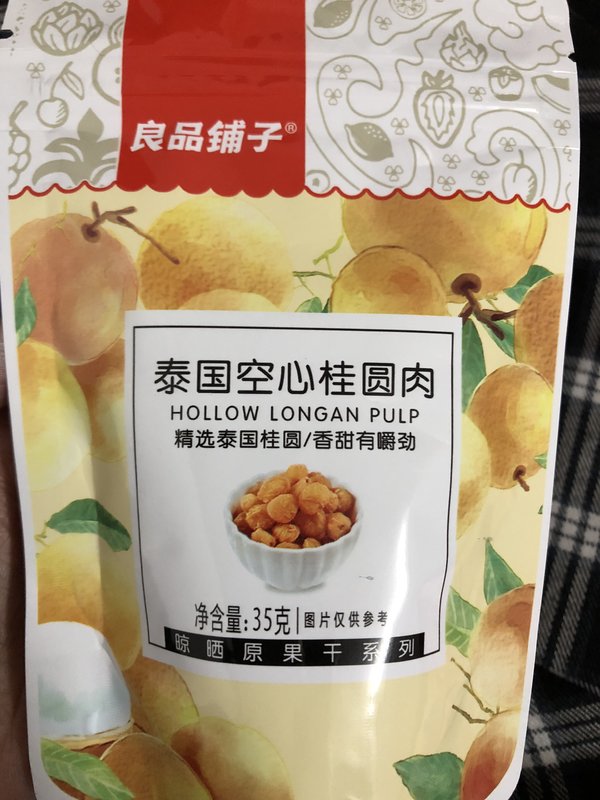 良品铺子®
泰国空心桂圆肉
HOLLOW LONGAN PULP
精选泰国桂圆/香甜有嚼劲
净含量:35克|图片仅供参考
晾晒原果干系列